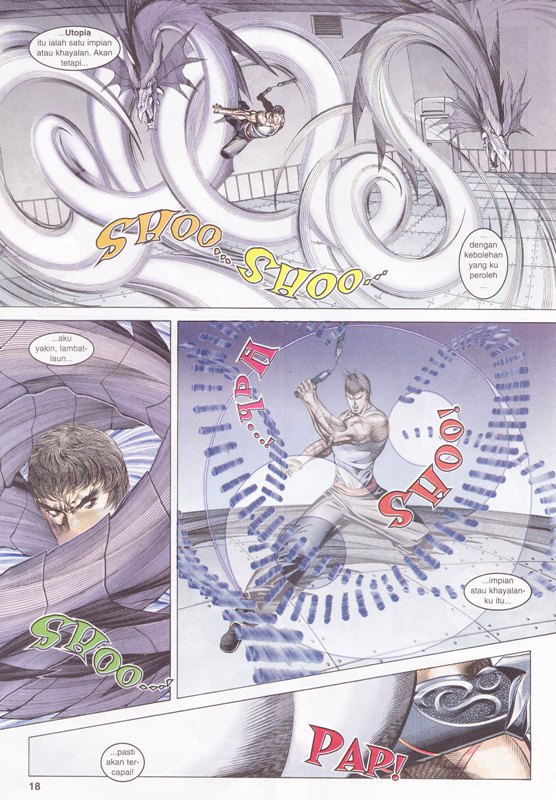 ...Utopia
itu ialah satu impian
atau khayalan. Akan
tetapi...
SHOO...
SHOO...
...
dengan
kebolehan
yang ku
peroleh
...
...aku
yakin, lambat-
laun...
HUP...!
SHOO!
SHOO...!
...impian
atau khayalan-
ku itu...
...pasti
akan ter-
capai!
PAP!
18